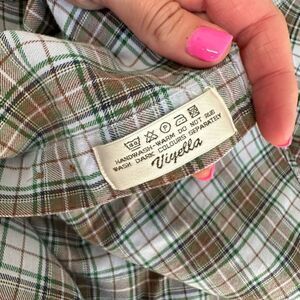 HANDWASH-WARM DO NOT RUB
WASH DARK COLOURS SEPARATELY
Viyella